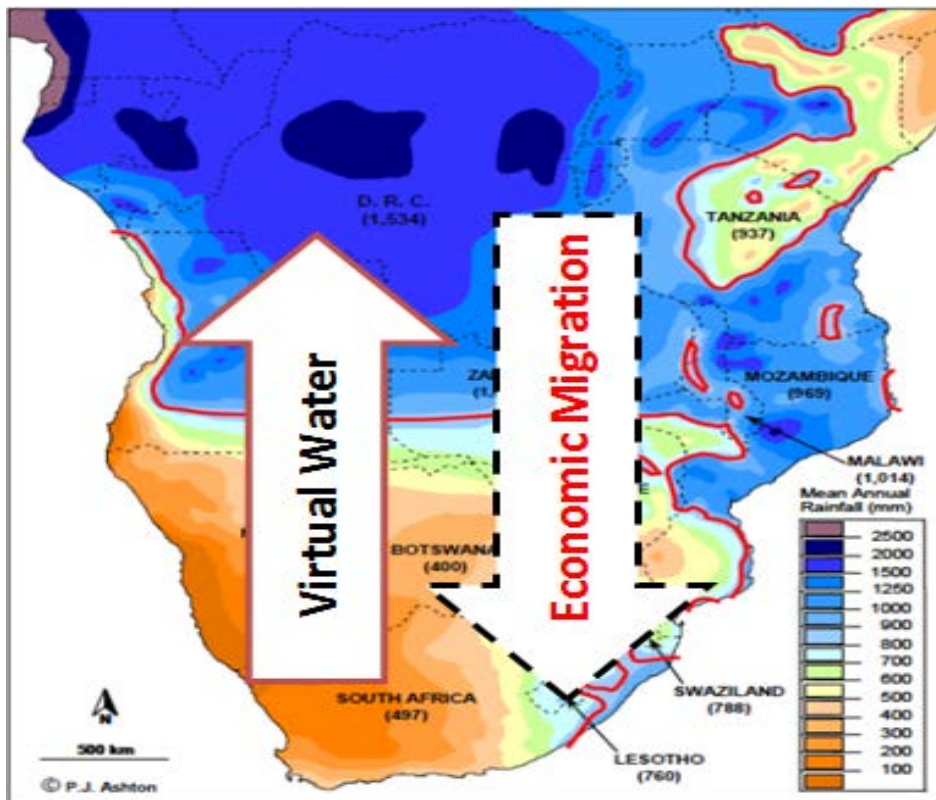 D. R. C.
(1,534)
TANZANIA
(937)
Virtual Water
Economic Migration
ZA
(1,
MOZAMBIQUE
(969)
MALAWI
(1,014)
BOTSWANA
(400)
SOUTH AFRICA
(497)
SWAZILAND
(788)
LESOTHO
(760)
Mean Annual
Rainfall (mm)
2500
2000
1500
1250
1000
900
800
700
600
500
400
300
200
100
N
500 km
© P.J. Ashton